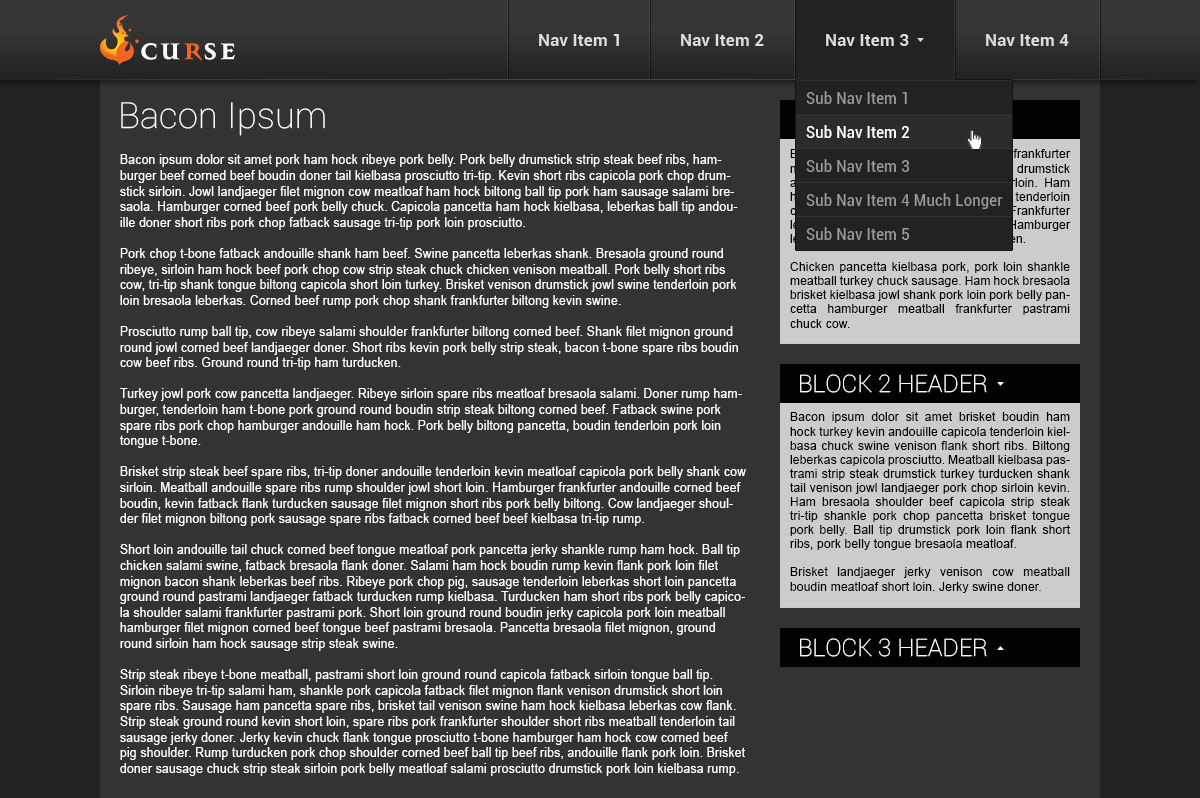 CURSE
Nav Item 1
Nav Item 2
Nav Item 3
Nav Item 4
Sub Nav Item 1
Sub Nav Item 2
Sub Nav Item 3
Sub Nav Item 4 Much Longer
Sub Nav Item 5
Bacon Ipsum
Bacon ipsum dolor sit amet pork ham hock ribeye pork belly. Pork belly drumstick strip steak beef ribs, ham-
burger beef corned beef boudin doner tail kielbasa prosciutto tri-tip. Kevin short ribs capicola pork chop drum-
stick sirloin. Jowl landjaeger filet mignon cow meatloaf ham hock biltong ball tip pork ham sausage salami bre-
saola. Hamburger corned beef pork belly chuck. Capicola pancetta ham hock kielbasa, leberkas ball tip andou-
ille doner short ribs pork chop fatback sausage tri-tip pork loin prosciutto.
Pork chop t-bone fatback andouille shank ham beef. Swine pancetta leberkas shank. Bresaola ground round
ribeye, sirloin ham hock beef pork chop cow strip steak chuck chicken venison meatball. Pork belly short ribs
cow, tri-tip shank tongue biltong capicola short loin turkey. Brisket venison drumstick jowl swine tenderloin pork
loin bresaola leberkas. Corned beef rump pork chop shank frankfurter biltong kevin swine.
Prosciutto rump ball tip, cow ribeye salami shoulder frankfurter biltong corned beef. Shank filet mignon ground
round jowl corned beef landjaeger doner. Short ribs kevin pork belly strip steak, bacon t-bone spare ribs boudin
cow beef ribs. Ground round tri-tip ham turducken.
Turkey jowl pork cow pancetta landjaeger. Ribeye sirloin spare ribs meatloaf bresaola salami. Doner rump ham-
burger, tenderloin ham t-bone pork ground round boudin strip steak biltong corned beef. Fatback swine pork
spare ribs pork chop hamburger andouille ham hock. Pork belly biltong pancetta, boudin tenderloin pork loin
tongue t-bone.
Brisket strip steak beef spare ribs, tri-tip doner andouille tenderloin kevin meatloaf capicola pork belly shank cow
sirloin. Meatball andouille spare ribs rump shoulder jowl short loin. Hamburger frankfurter andouille corned beef
boudin, kevin fatback flank turducken sausage filet mignon short ribs pork belly biltong. Cow landjaeger shoul-
der filet mignon biltong pork sausage spare ribs fatback corned beef beef kielbasa tri-tip rump.
Short loin andouille tail chuck corned beef tongue meatloaf pork pancetta jerky shankle rump ham hock. Ball tip
chicken salami swine, fatback bresaola flank doner. Salami ham hock boudin rump kevin flank pork loin filet
mignon bacon shank leberkas beef ribs. Ribeye pork chop pig, sausage tenderloin leberkas short loin pancetta
ground round pastrami landjaeger fatback turducken rump kielbasa. Turducken ham short ribs pork belly capico-
la shoulder salami frankfurter pastrami pork. Short loin ground round boudin jerky capicola pork loin meatball
hamburger filet mignon corned beef tongue beef pastrami bresaola. Pancetta bresaola filet mignon, ground
round sirloin ham hock sausage strip steak swine.
Strip steak ribeye t-bone meatball, pastrami short loin ground round capicola fatback sirloin tongue ball tip.
Sirloin ribeye tri-tip salami ham, shankle pork capicola fatback filet mignon flank venison drumstick short loin
spare ribs. Sausage ham pancetta spare ribs, brisket tail venison swine ham hock kielbasa leberkas cow flank.
Strip steak ground round kevin short loin, spare ribs pork frankfurter shoulder short ribs meatball tenderloin tail
sausage jerky doner. Jerky kevin chuck flank tongue prosciutto t-bone hamburger ham hock cow corned beef
pig shoulder. Rump turducken pork chop shoulder corned beef ball tip beef ribs, andouille flank pork loin. Brisket
doner sausage chuck strip steak sirloin pork belly meatloaf salami prosciutto drumstick pork loin kielbasa rump.
frankfurter
drumstick
Ham
tenderloin
Frankfurter
Hamburger
Chicken pancetta kielbasa pork, pork loin shankle
meatball turkey chuck sausage. Ham hock bresaola
brisket kielbasa jowl shank pork loin pork belly pan-
cetta hamburger meatball frankfurter pastrami
chuck cow.
BLOCK 2 HEADER
Bacon ipsum dolor sit amet brisket boudin ham
hock turkey kevin andouille capicola tenderloin kiel-
basa chuck swine venison flank short ribs. Biltong
leberkas capicola prosciutto. Meatball kielbasa pas-
trami strip steak drumstick turkey turducken shank
tail venison jowl landjaeger pork chop sirloin kevin.
Ham bresaola shoulder beef capicola strip steak
tri-tip shankle pork chop pancetta brisket tongue
pork belly. Ball tip drumstick pork loin flank short
ribs, pork belly tongue bresaola meatloaf.
Brisket landjaeger jerky venison cow meatball
boudin meatloaf short loin. Jerky swine doner.
BLOCK 3 HEADER